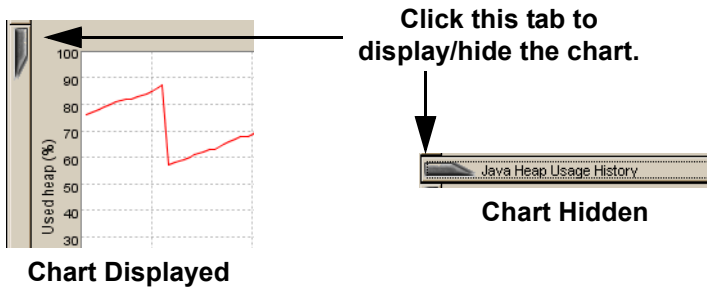 Click this tab to
display/hide the chart.
100
90
80
70
60
50
40
30
Used heap (%)
Java Heap Usage History
Chart Hidden
Chart Displayed